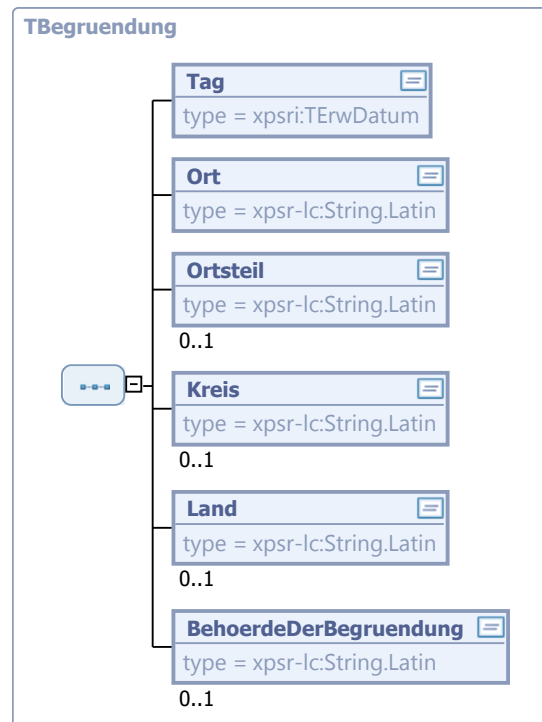 TBegruendung
Tag
type = xpsri:TErwDatum
Ort
type = xpsr-lc:String.Latin
Ortsteil
type = xpsr-lc:String.Latin
0..1
Kreis
type = xpsr-lc:String.Latin
0..1
Land
type = xpsr-lc:String.Latin
0..1
BehoerdeDerBegruendung
type = xpsr-lc:String.Latin
0..1